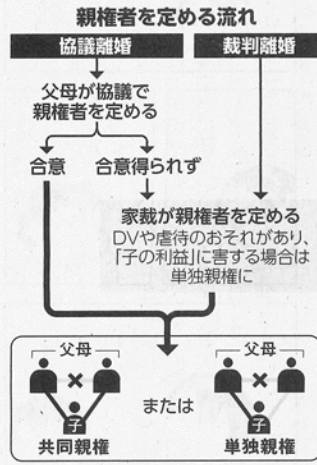 親権者を定める流れ
協議離婚
裁判離婚
父母が協議で
親権者を定める
合意
合意得られず
家裁が親権者を定める
DVや虐待のおそれがあり、
「子の利益」に害する場合は
単独親権に
父母
子
共同親権
または
父母
子
単独親権